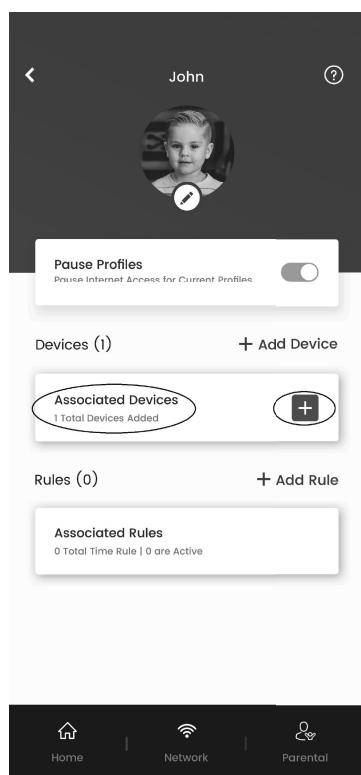 John
Pause Profiles
Pause Internet Access for Current Profiles
Devices (1)
+ Add Device
Associated Devices
1 Total Devices Added
Rules (0)
+ Add Rule
Associated Rules
0 Total Time Rule | 0 are Active
Home
Network
Parental